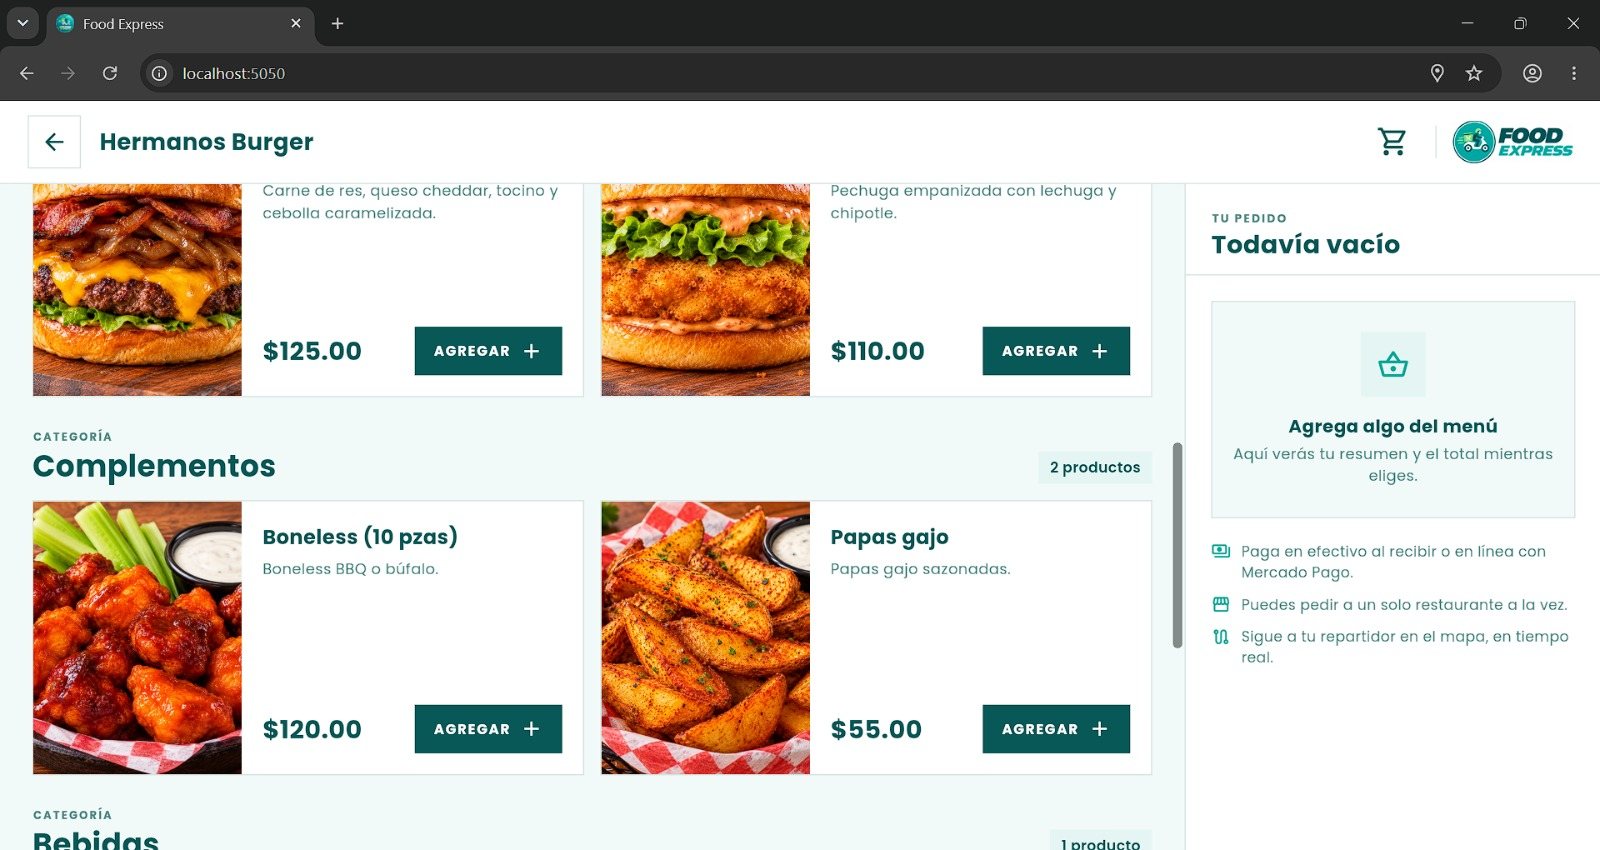 Food Express
localhost:5050
Hermanos Burger
FOOD
EXPRESS
Carne de res, queso cheddar, tocino y
cebolla caramelizada.
$125.00
AGREGAR +
Pechuga empanizada con lechuga y
chipotle.
$110.00
AGREGAR +
CATEGORÍA
Complementos
2 productos
Boneless (10 pzas)
Boneless BBQ o búfalo.
$120.00
AGREGAR +
Papas gajo
Papas gajo sazonadas.
$55.00
AGREGAR +
CATEGORÍA
Bebidas
1 producto
TU PEDIDO
Todavía vacío
Agrega algo del menú
Aquí verás tu resumen y el total mientras
eliges.
Paga en efectivo al recibir o en línea con
Mercado Pago.
Puedes pedir a un solo restaurante a la vez.
Sigue a tu repartidor en el mapa, en tiempo
real.